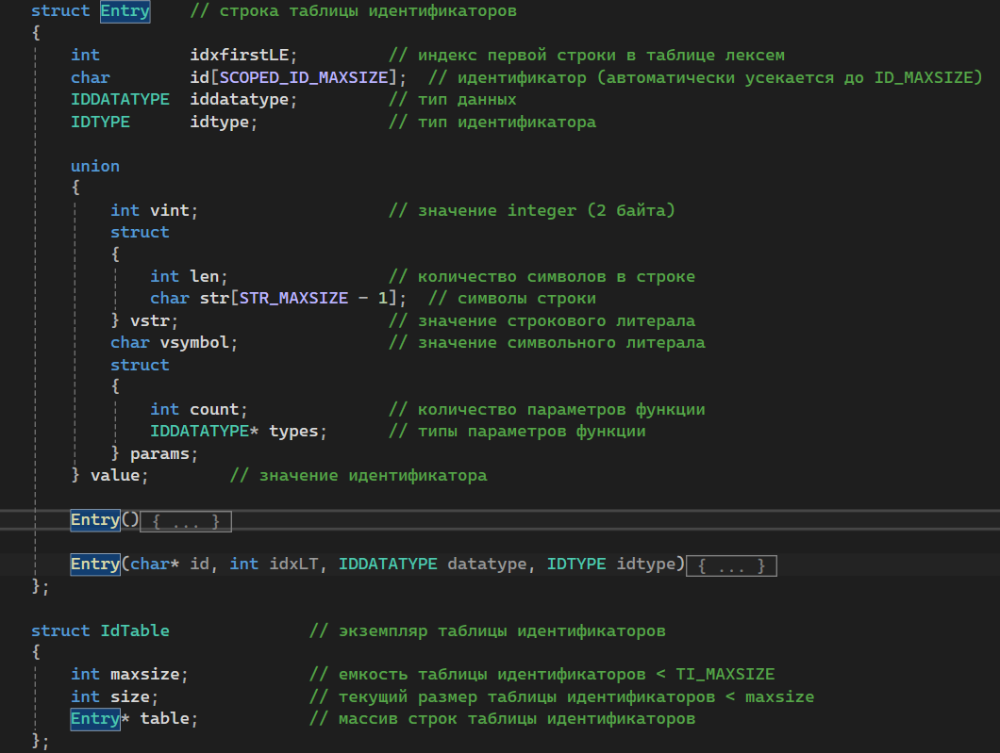 struct Entry    // строка таблицы идентификаторов
{
    int         idxfirstLE;         // индекс первой строки в таблице лексем
    char        id[SCOPED_ID_MAXSIZE];  // идентификатор (автоматически усекается до ID_MAXSIZE)
    IDDATATYPE  iddatatype;         // тип данных
    IDTYPE      idtype;             // тип идентификатора
    union
    {
        int vint;                   // значение integer (2 байта)
        struct
        {
            int len;                // количество символов в строке
            char str[STR_MAXSIZE - 1];  // символы строки
        } vstr;                     // значение строкового литерала
        char vsymbol;               // значение символьного литерала
        struct
        {
            int count;              // количество параметров функции
            IDDATATYPE* types;      // типы параметров функции
        } params;
    } value;        // значение идентификатора
    Entry(){ ... }
    Entry(char* id, int idxLT, IDDATATYPE datatype, IDTYPE idtype){ ... }
};
struct IdTable              // экземпляр таблицы идентификаторов
{
    int maxsize;            // емкость таблицы идентификаторов < TI_MAXSIZE
    int size;               // текущий размер таблицы идентификаторов < maxsize
    Entry* table;           // массив строк таблицы идентификаторов
};